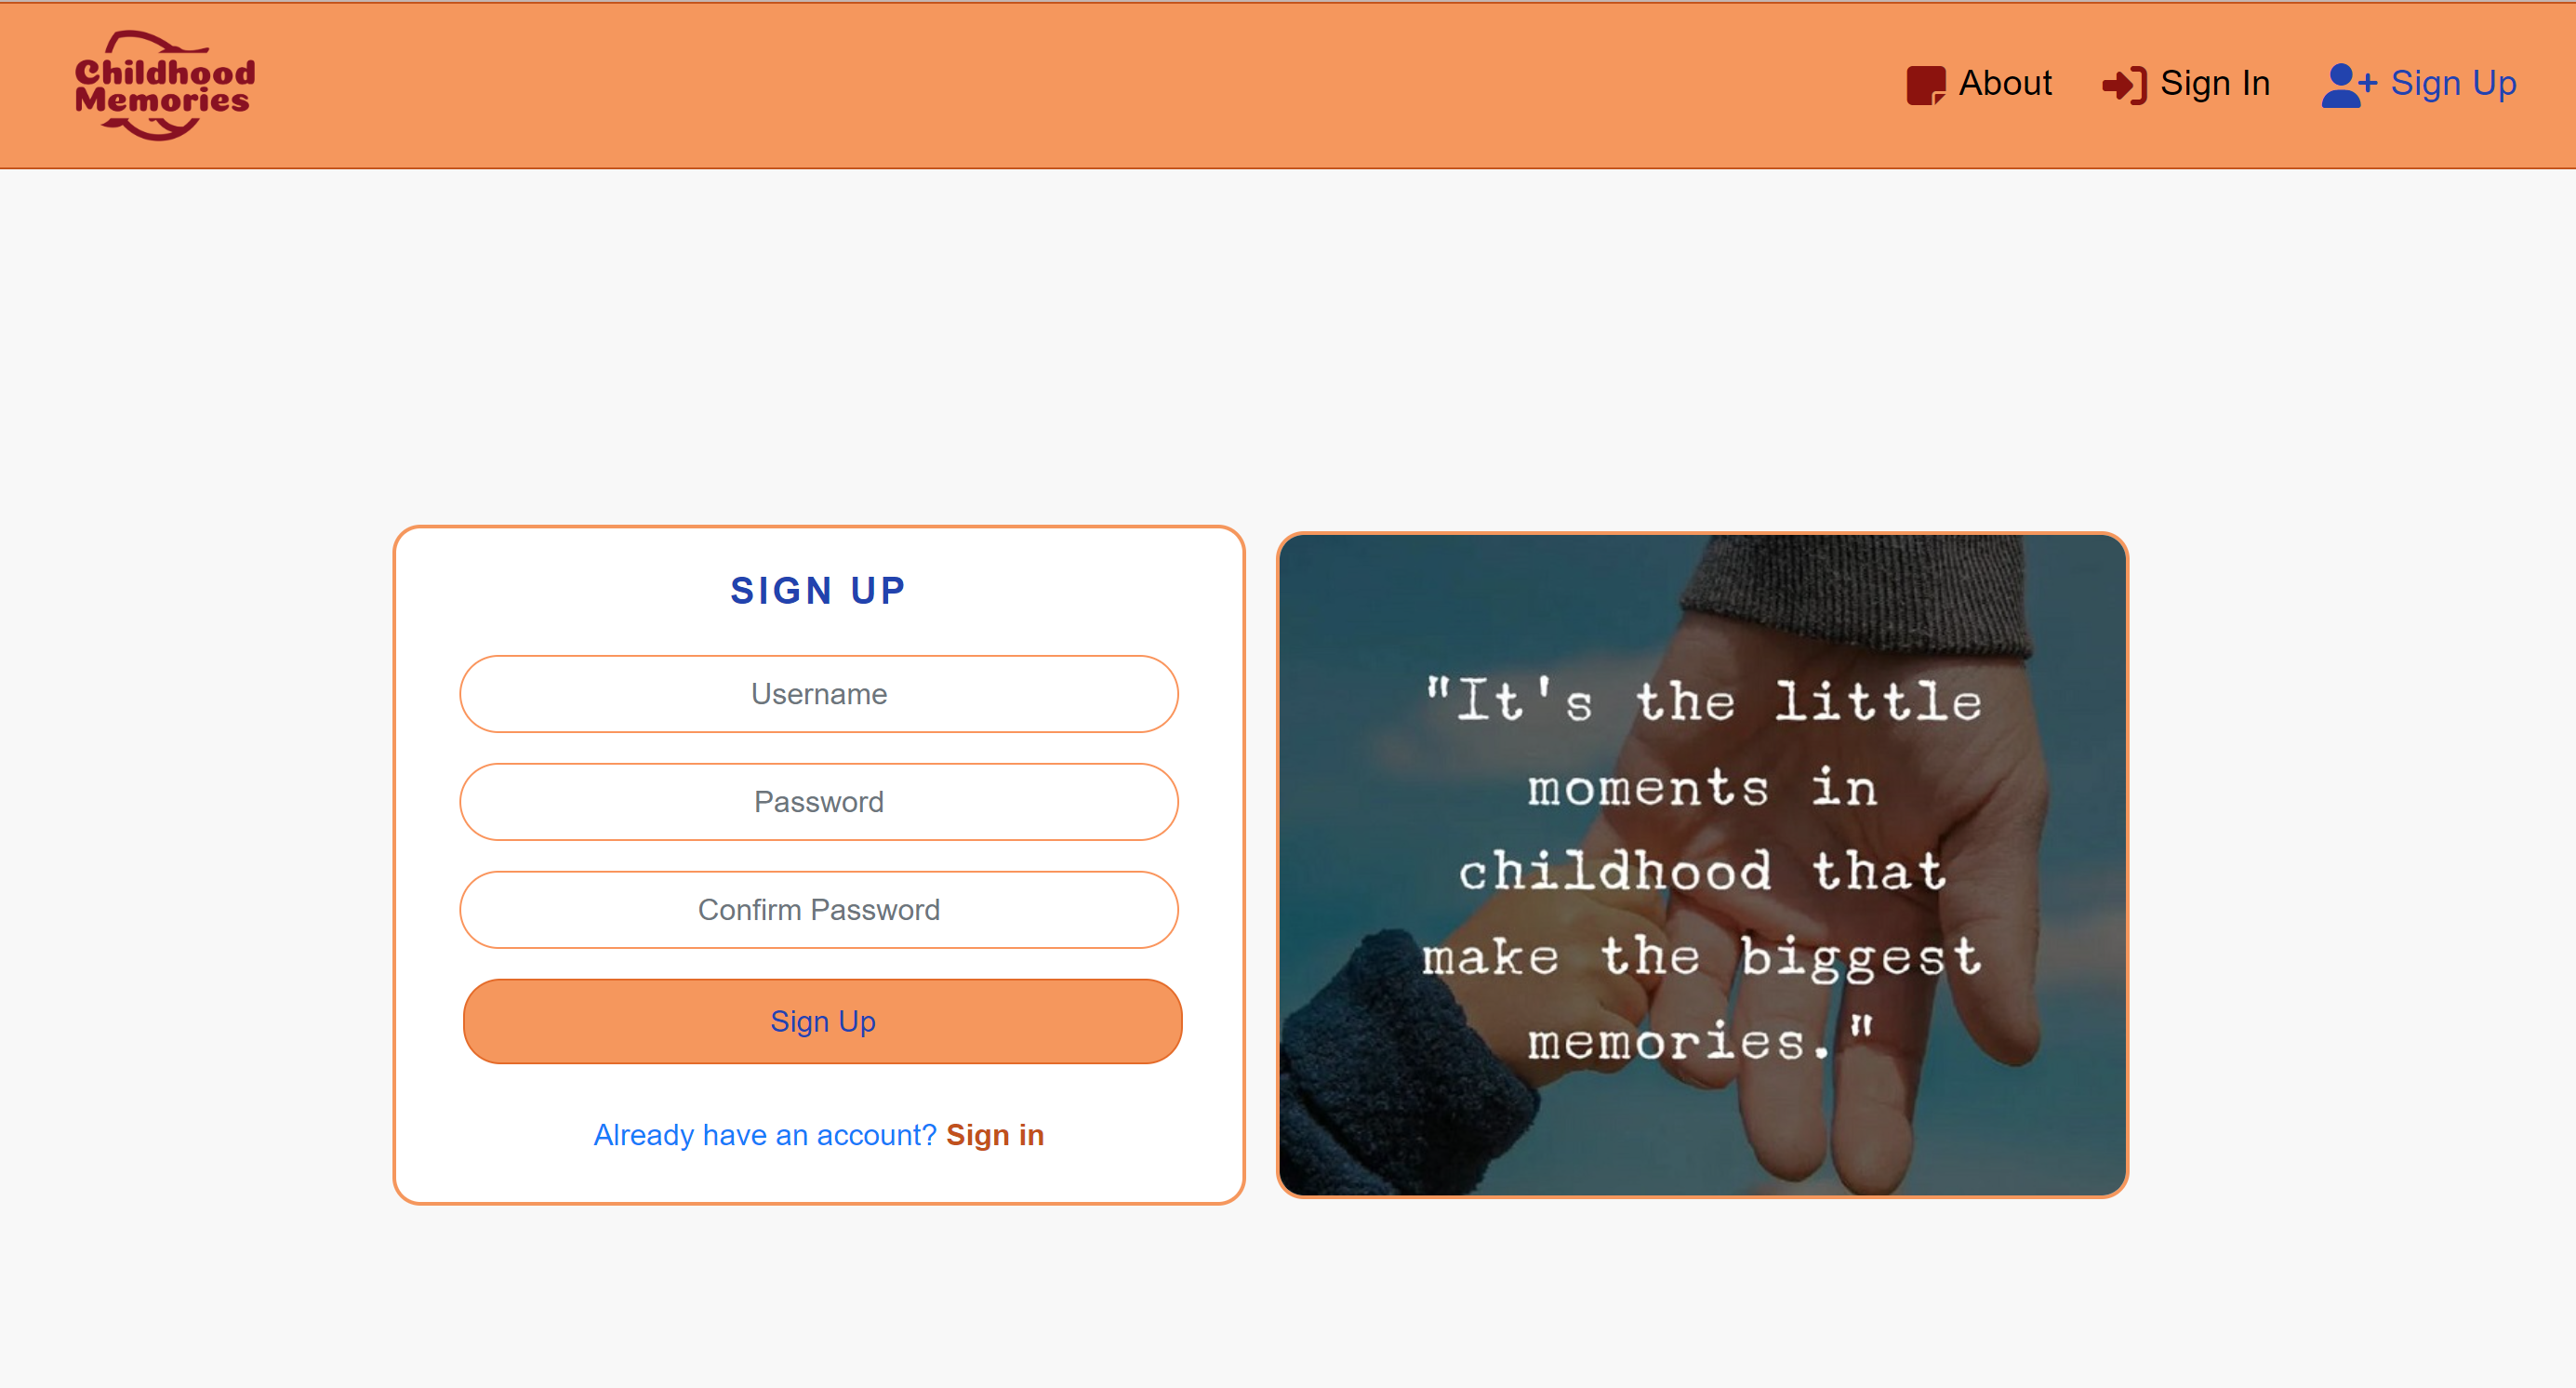 Childhood
Memories
About
Sign In
Sign Up
SIGN UP
Username
Password
Confirm Password
Sign Up
Already have an account? Sign in
"It's the little
moments in
childhood that
make the biggest
memories."